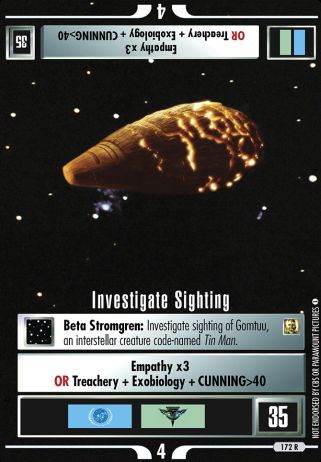 4
Empathy x3
OR Treachery + Exobiology + CUNNING>40
35
Investigate Sighting
Beta Stromgren: Investigate sighting of Gomtuu,
an interstellar creature code-named Tin Man.
Empathy x3
OR Treachery + Exobiology + CUNNING>40
35
4
172 R
NOT ENDORSED BY CBS OR PARAMOUNT PICTURES